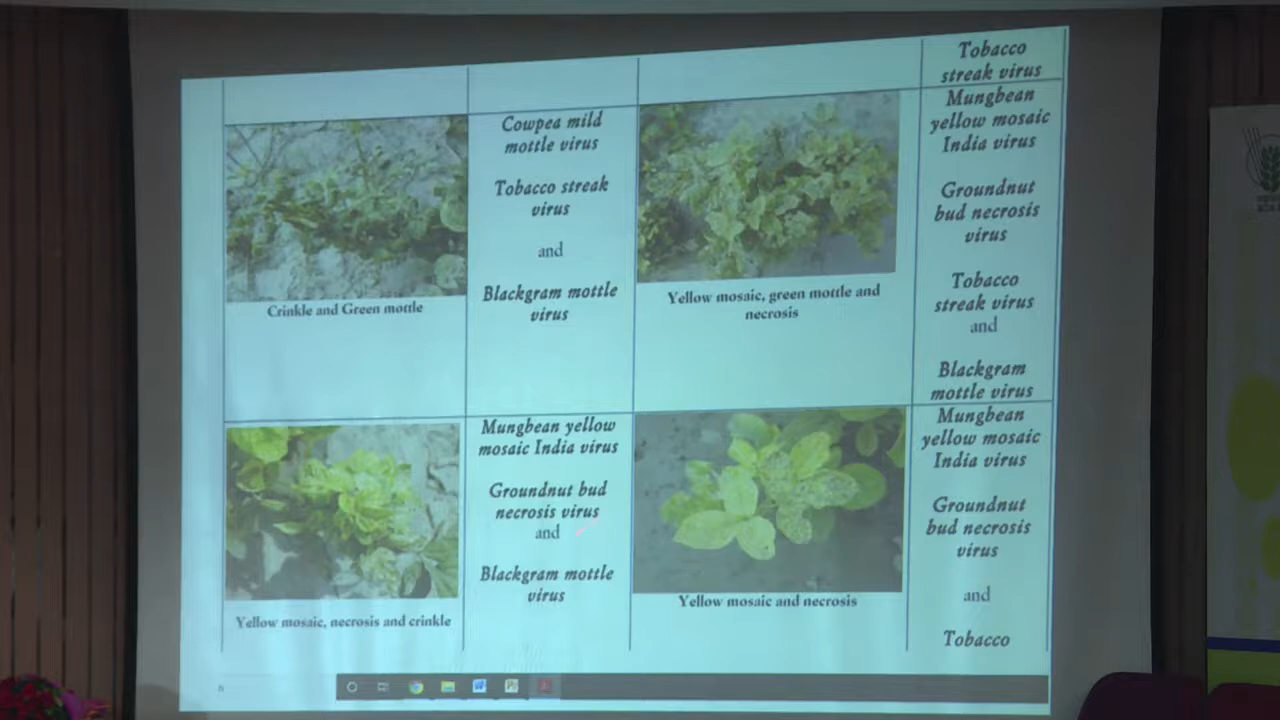 Tobacco
streak virus
Cowpea mild
mottle virus
Tobacco streak
virus
and
Blackgram mottle
virus
Crinkle and Green mottle
Mungbean
yellow mosaic
India virus
Groundnut
bud necrosis
virus
Tobacco
streak virus
and
Blackgram
mottle virus
Yellow mosaic, green mottle and
necrosis
Mungbean yellow
mosaic India virus
Groundnut bud
necrosis virus
and
Blackgram mottle
virus
Yellow mosaic, necrosis and crinkle
Mungbean
yellow mosaic
India virus
Groundnut
bud necrosis
virus
and
Tobacco
Yellow mosaic and necrosis